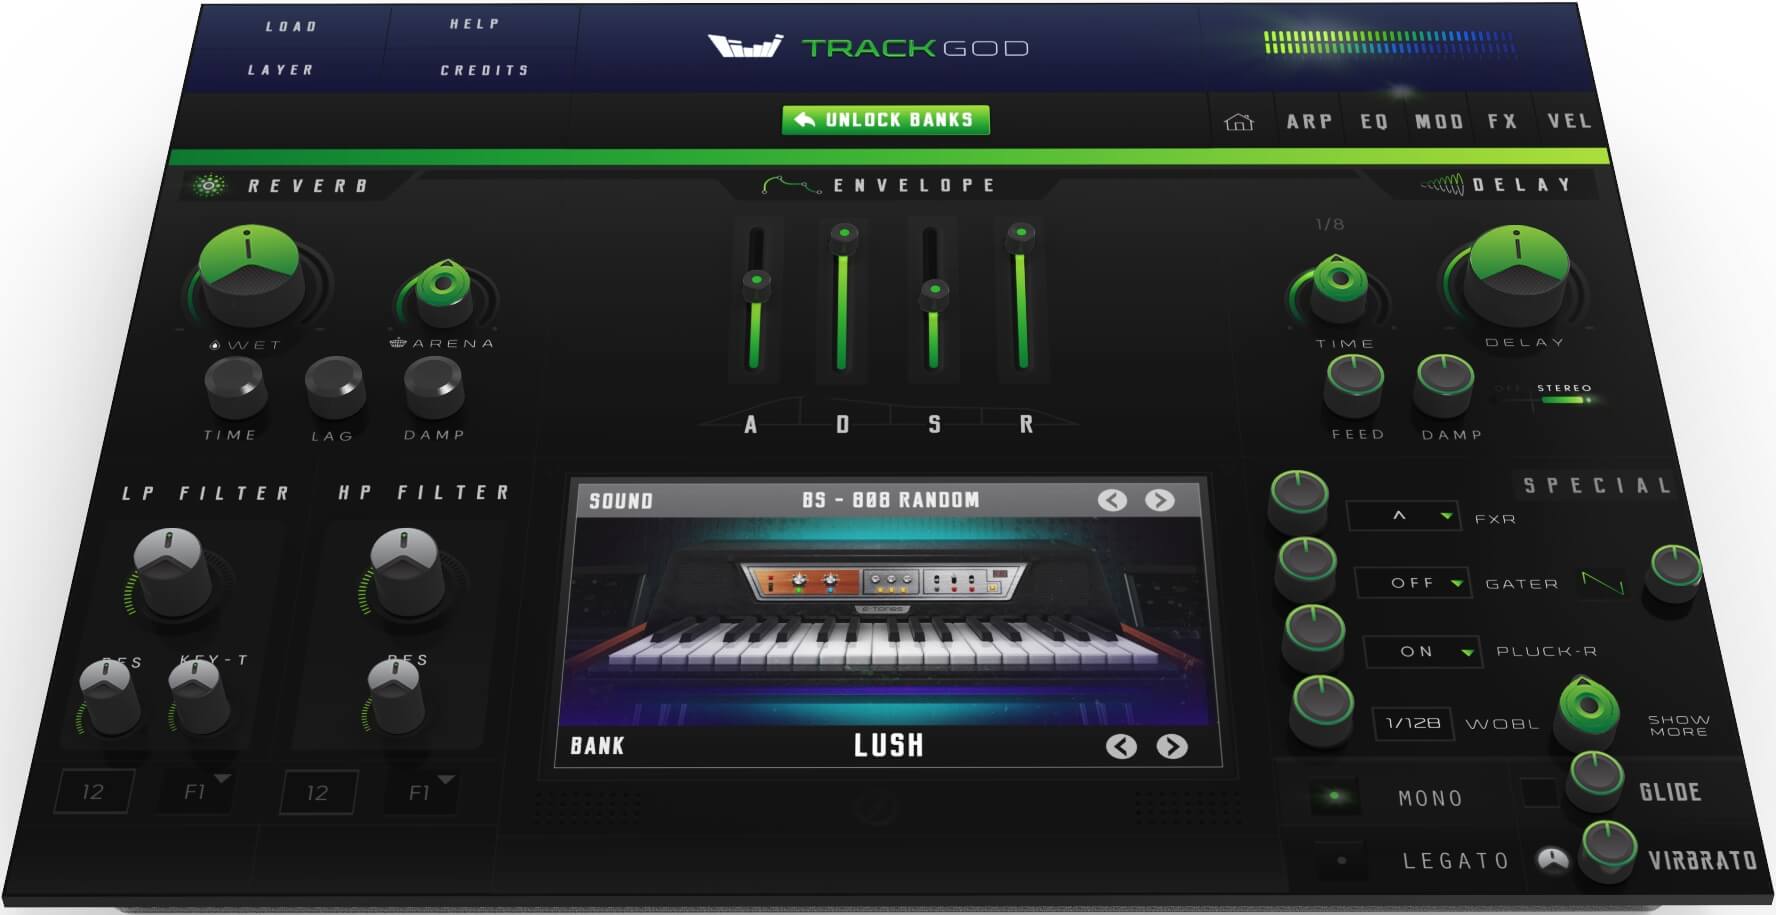 LOAD
HELP
LAYER
CREDITS
TRACKGOD
UNLOCK BANKS
ARP EQ MOD FX VEL
REVERB
ENVELOPE
DELAY
1/8
WET
ARENA
TIME
DELAY
TIME
LAG
DAMP
A D S R
OFF STEREO
FEED
DAMP
LP FILTER
HP FILTER
SPECIAL
SOUND
BS - 808 RANDOM
FXR
OFF
GATER
RES
KEY-T
RES
ON
PLUCK-R
E-TONES
1/128
WOBL
SHOW
MORE
BANK
LUSH
12
F1
12
F1
MONO
GLIDE
LEGATO
VIRBRATO